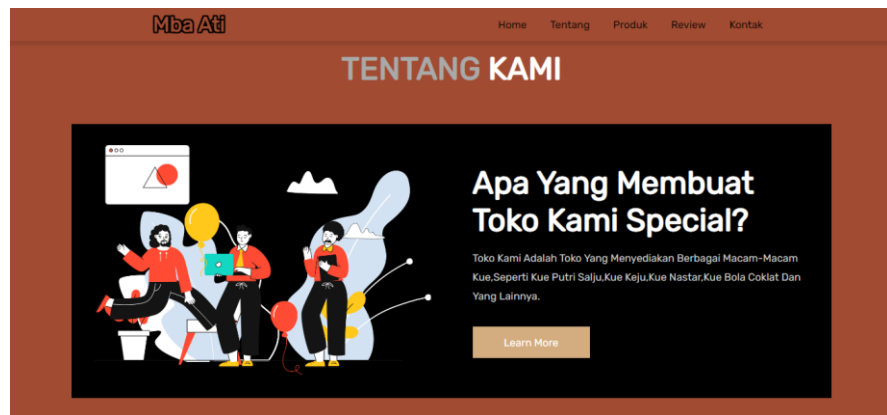 Mba Ati
Home Tentang Produk Review Kontak
TENTANG KAMI
Apa Yang Membuat
Toko Kami Special?
Toko Kami Adalah Toko Yang Menyediakan Berbagai Macam-Macam
Kue,Seperti Kue Putri Salju,Kue Keju,Kue Nastar,Kue Bola Coklat Dan
Yang Lainnya.
Learn More